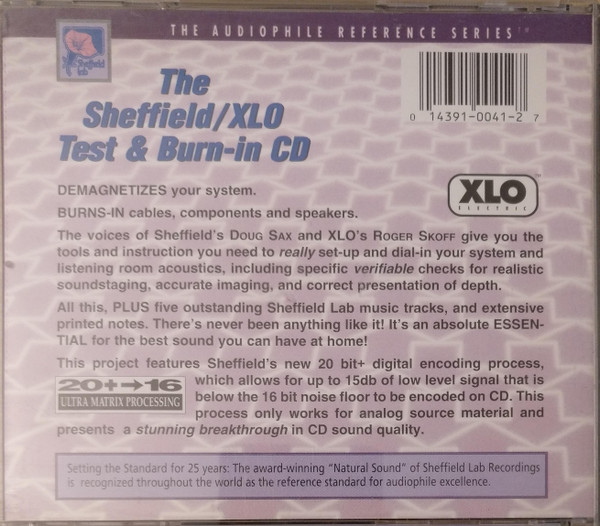 THE AUDIOPHILE REFERENCE SERIES™
Sheffield
Lab
The
Sheffield/XLO
Test & Burn-in CD
0 14391-0041-2 7
DEMAGNETIZES your system.
XLO™
ELECTRIC
BURNS-IN cables, components and speakers.
The voices of Sheffield's DOUG SAX and XLO's ROGER SKOFF give you the
tools and instruction you need to really set-up and dial-in your system and
listening room acoustics, including specific verifiable checks for realistic
soundstaging, accurate imaging, and correct presentation of depth.
All this, PLUS five outstanding Sheffield Lab music tracks, and extensive
printed notes. There's never been anything like it! It's an absolute ESSEN-
TIAL for the best sound you can have at home!
This project features Sheffield's new 20 bit+ digital encoding process,
20+→16
ULTRA MATRIX PROCESSING
which allows for up to 15db of low level signal that is
below the 16 bit noise floor to be encoded on CD. This
process only works for analog source material and
presents a stunning breakthrough in CD sound quality.
Setting the Standard for 25 years: The award-winning "Natural Sound" of Sheffield Lab Recordings
is recognized throughout the world as the reference standard for audiophile excellence.